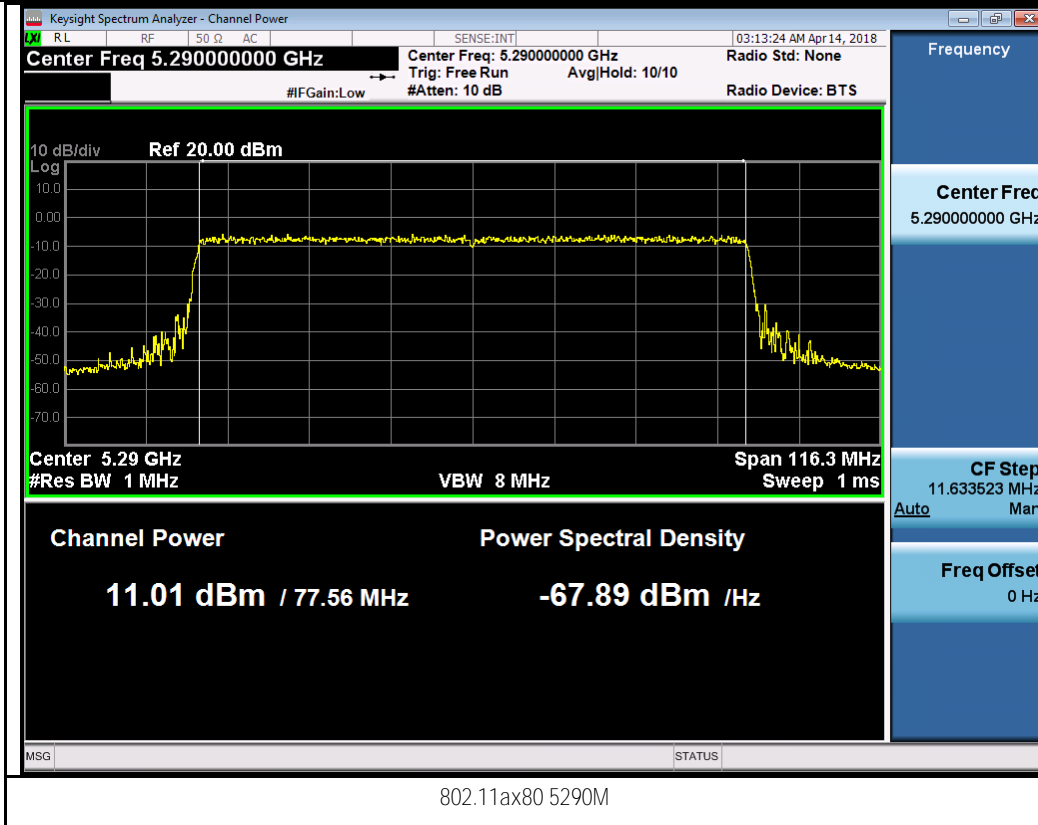 Keysight Spectrum Analyzer - Channel Power
LXI RL RF 50 Ω AC SENSE:INT 03:13:24 AM Apr 14, 2018
Center Freq 5.290000000 GHz
#IFGain:Low
Center Freq: 5.290000000 GHz
Trig: Free Run Avg|Hold: 10/10
#Atten: 10 dB
Radio Std: None
Radio Device: BTS
10 dB/div Ref 20.00 dBm
Log
10.0
0.00
-10.0
-20.0
-30.0
-40.0
-50.0
-60.0
-70.0
Center 5.29 GHz Span 116.3 MHz
#Res BW 1 MHz VBW 8 MHz Sweep 1 ms
Channel Power Power Spectral Density
11.01 dBm / 77.56 MHz -67.89 dBm /Hz
MSG STATUS
Frequency
Center Freq
5.290000000 GHz
CF Step
11.633523 MHz
Auto Man
Freq Offset
0 Hz
802.11ax80 5290M